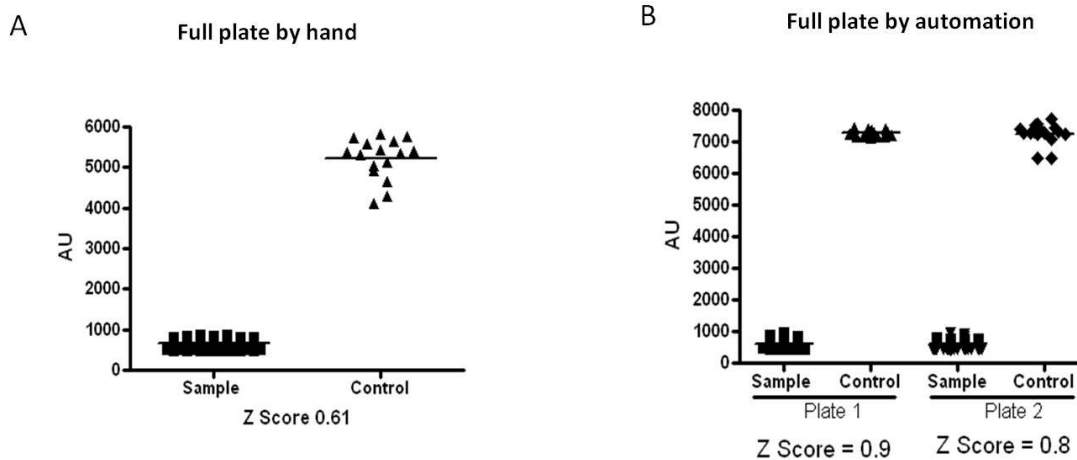 A
Full plate by hand
6000
5000
4000
3000
2000
1000
0
AU
Sample Control
Z Score 0.61
B
Full plate by automation
8000
7000
6000
5000
4000
3000
2000
1000
0
AU
Sample Control Sample Control
Plate 1 Plate 2
Z Score = 0.9 Z Score = 0.8